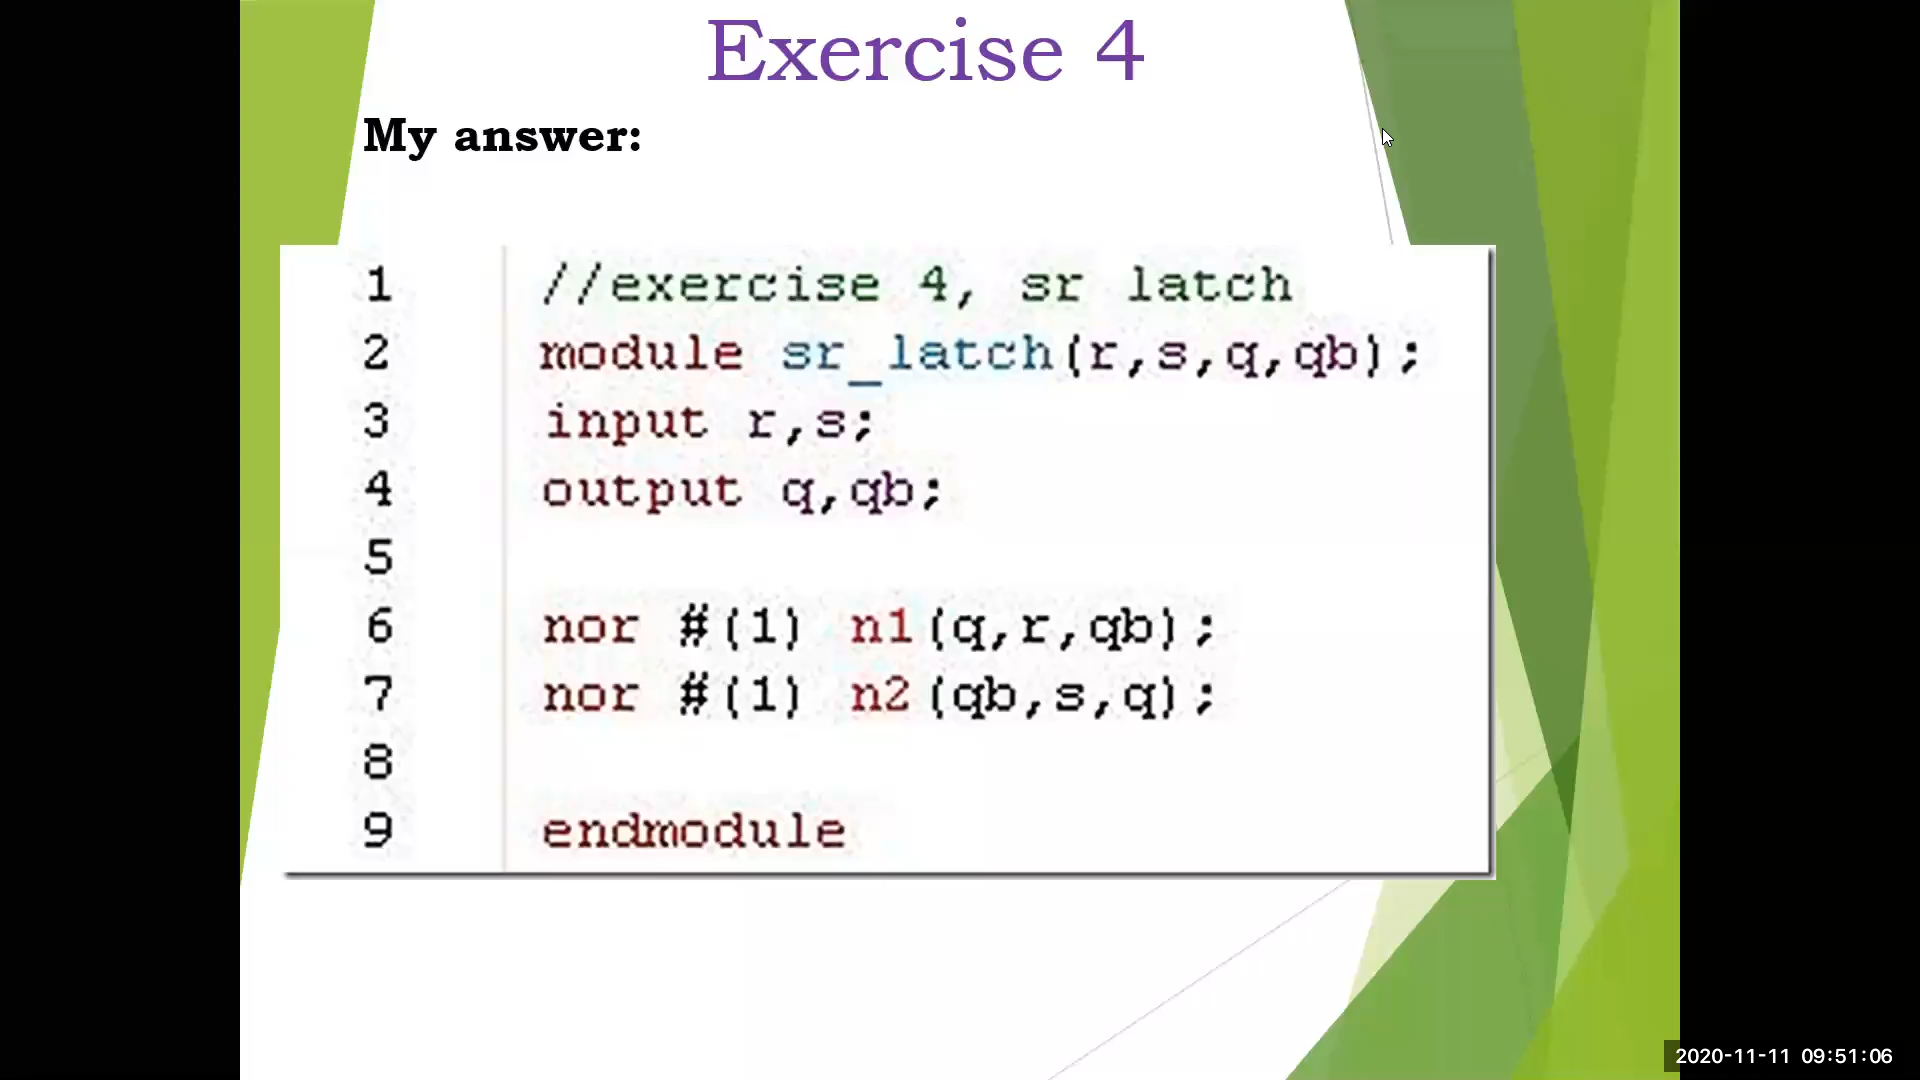 Exercise 4
My answer:
1 //exercise 4, sr latch
2 module sr_latch(r,s,q,qb);
3 input r,s;
4 output q,qb;
5
6 nor #(1) n1(q,r,qb);
7 nor #(1) n2(qb,s,q);
8
9 endmodule
2020-11-11 09:51:06